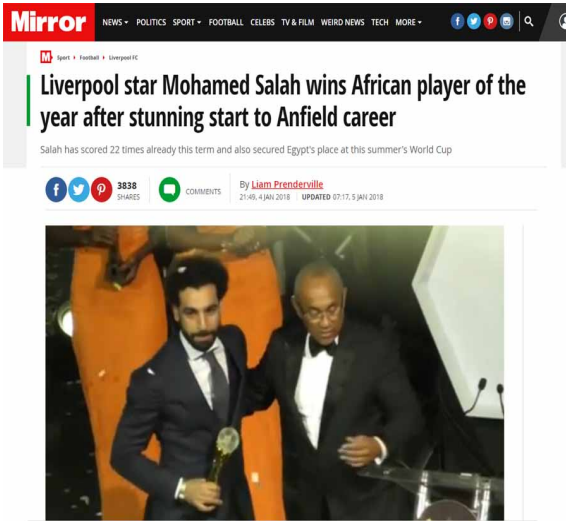 Mirror NEWS POLITICS SPORT FOOTBALL CELEBS TV & FILM WEIRD NEWS TECH MORE
M Sport Football Liverpool FC
Liverpool star Mohamed Salah wins African player of the
year after stunning start to Anfield career
Salah has scored 22 times already this term and also secured Egypt's place at this summer's World Cup
3838
SHARES
COMMENTS
By Liam Prenderville
21:49, 4 JAN 2018 UPDATED 07:17, 5 JAN 2018